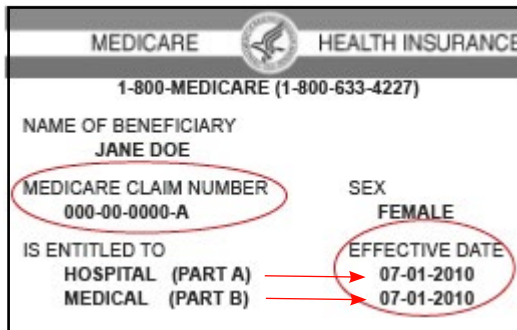 MEDICARE HEALTH INSURANCE
1-800-MEDICARE (1-800-633-4227)
NAME OF BENEFICIARY
JANE DOE
MEDICARE CLAIM NUMBER SEX
000-00-0000-A FEMALE
IS ENTITLED TO EFFECTIVE DATE
HOSPITAL (PART A) 07-01-2010
MEDICAL (PART B) 07-01-2010